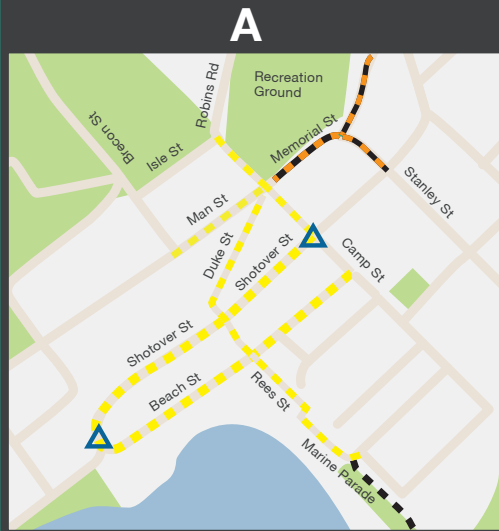 A
Robins Rd
Recreation
Ground
Brecon St
Isle St
Memorial St
Stanley St
Man St
Duke St
Shotover St
Camp St
Shotover St
Beach St
Rees St
Marine Parade